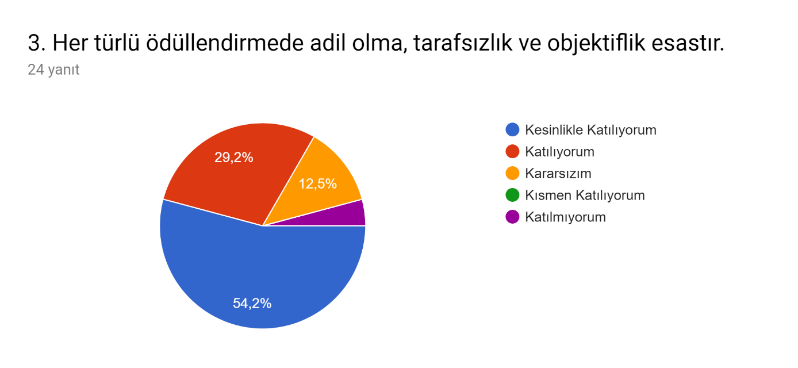 3. Her türlü ödüllendirmede adil olma, tarafsızlık ve objektiflik esastır.
24 yanıt
29,2%
12,5%
54,2%
Kesinlikle Katılıyorum
Katılıyorum
Kararsızım
Kısmen Katılıyorum
Katılmıyorum